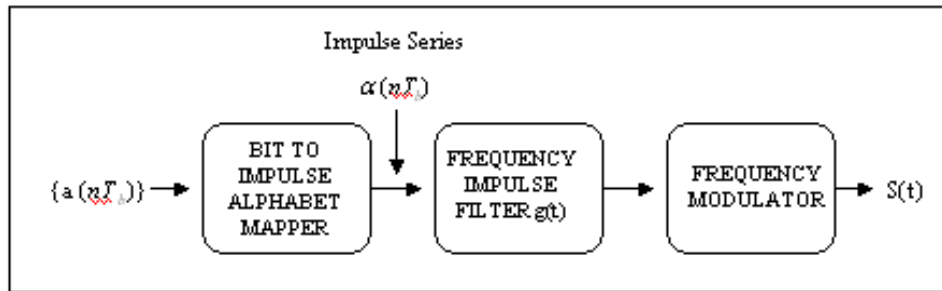 Impulse Series
α(nT_b)
BIT TO
IMPULSE
ALPHABET
MAPPER
FREQUENCY
IMPULSE
FILTER g(t)
FREQUENCY
MODULATOR
{a(nT_b)}
S(t)